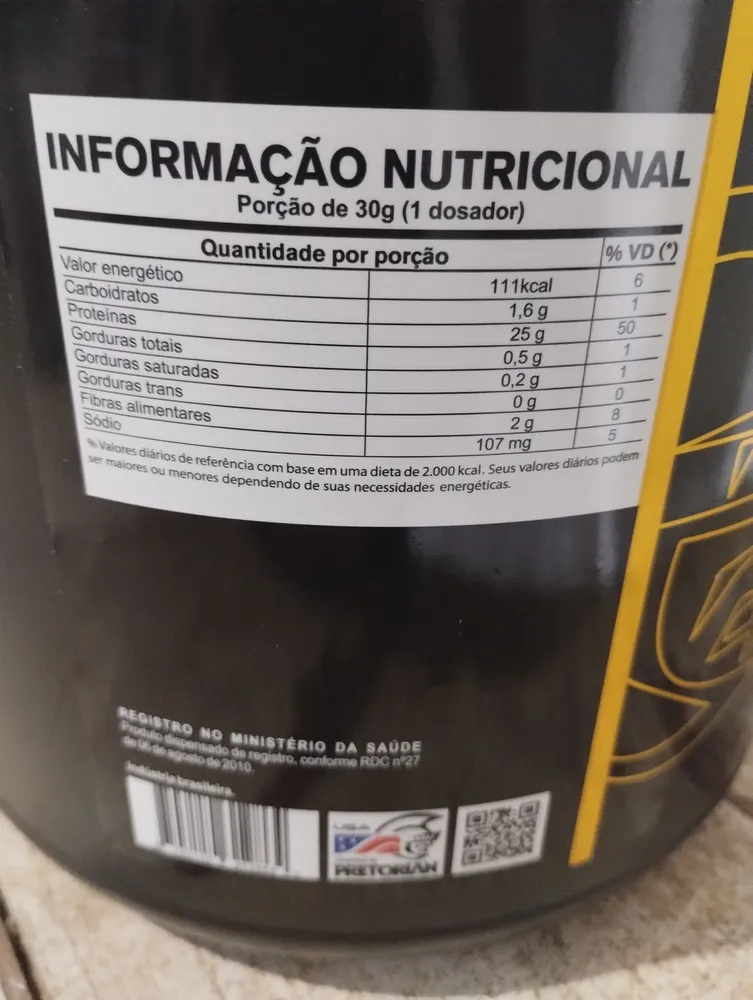 INFORMAÇÃO NUTRICIONAL
Porção de 30g (1 dosador)
Quantidade por porção % VD (*)
Valor energético 111kcal 6
Carboidratos 1,6 g 1
Proteínas 25 g 50
Gorduras totais 0,5 g 1
Gorduras saturadas 0,2 g 1
Gorduras trans 0 g 0
Fibras alimentares 2 g 8
Sódio 107 mg 5
% Valores diários de referência com base em uma dieta de 2.000 kcal. Seus valores diários podem
ser maiores ou menores dependendo de suas necessidades energéticas.
REGISTRO NO MINISTÉRIO DA SAÚDE
Produto dispensado de registro, conforme RDC nº27
de 06 de agosto de 2010.
Indústria brasileira.
USA
PRETORIAN